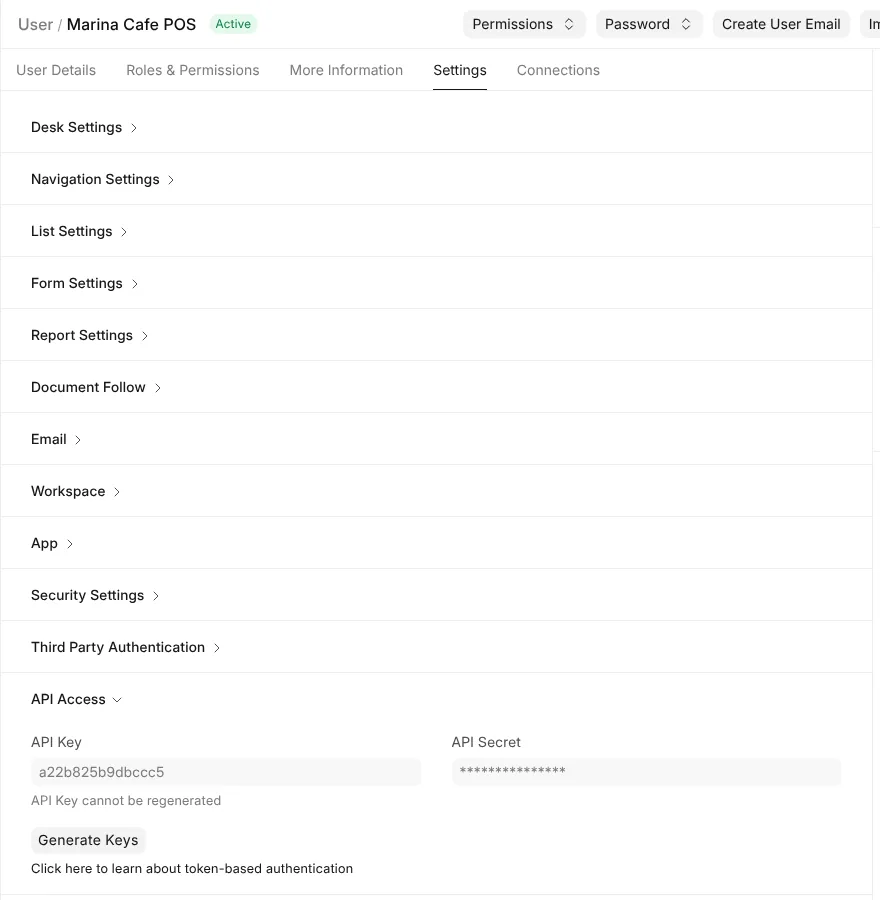 User / Marina Cafe POS Active Permissions Password Create User Email Im
User Details Roles & Permissions More Information Settings Connections
Desk Settings
Navigation Settings
List Settings
Form Settings
Report Settings
Document Follow
Email
Workspace
App
Security Settings
Third Party Authentication
API Access
API Key API Secret
a22b825b9dbccc5 ***************
API Key cannot be regenerated
Generate Keys
Click here to learn about token-based authentication